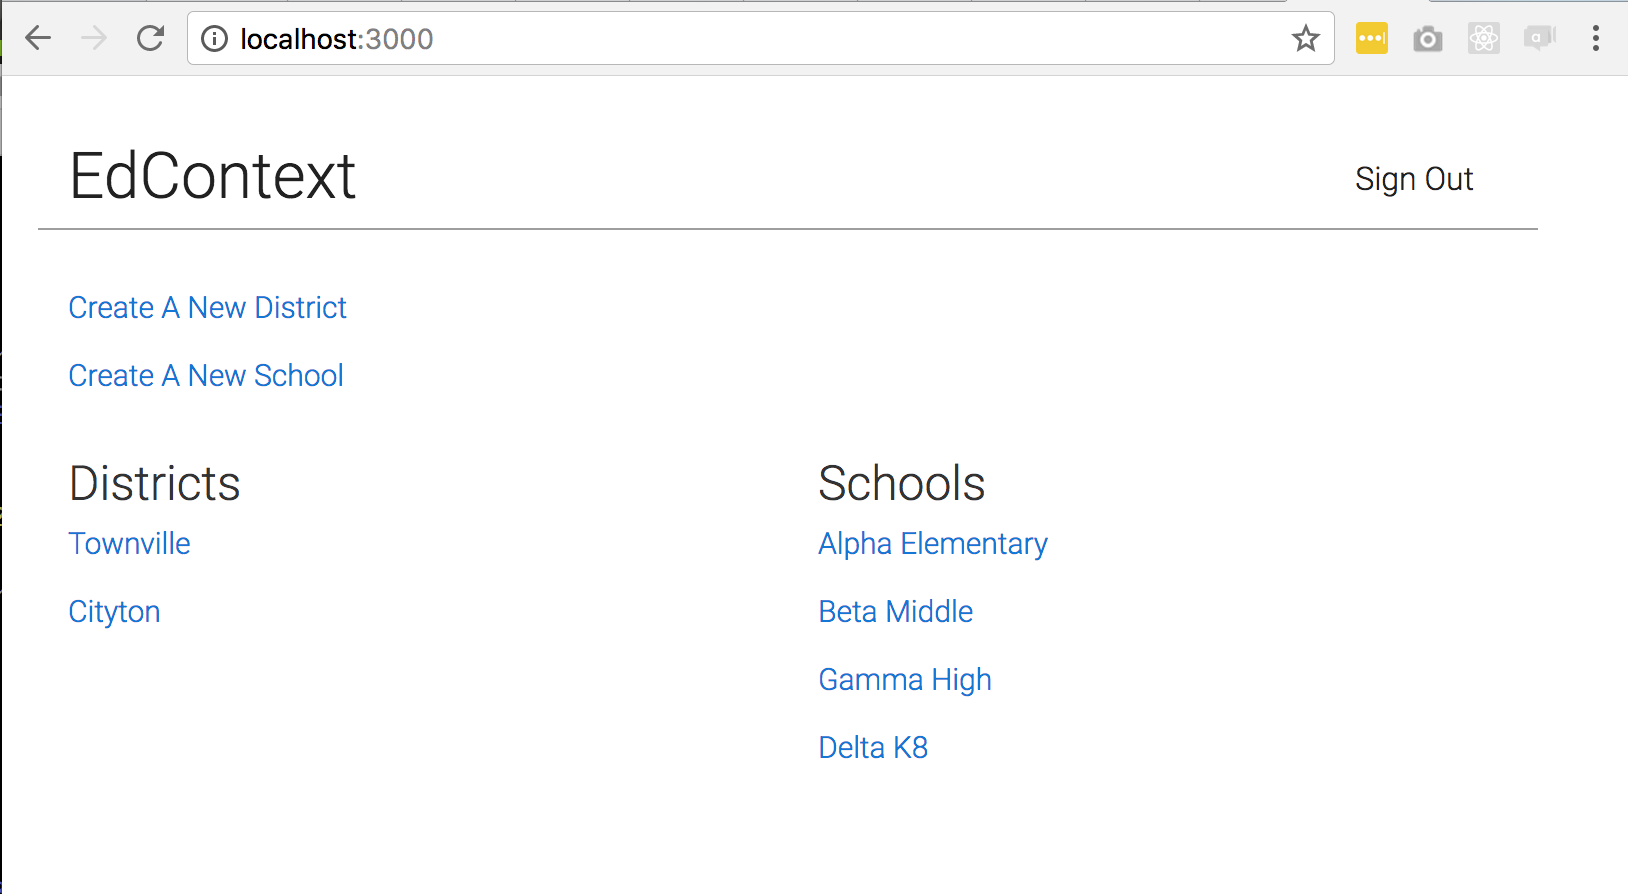 localhost:3000
EdContext
Sign Out
Create A New District
Create A New School
Districts
Townville
Cityton
Schools
Alpha Elementary
Beta Middle
Gamma High
Delta K8